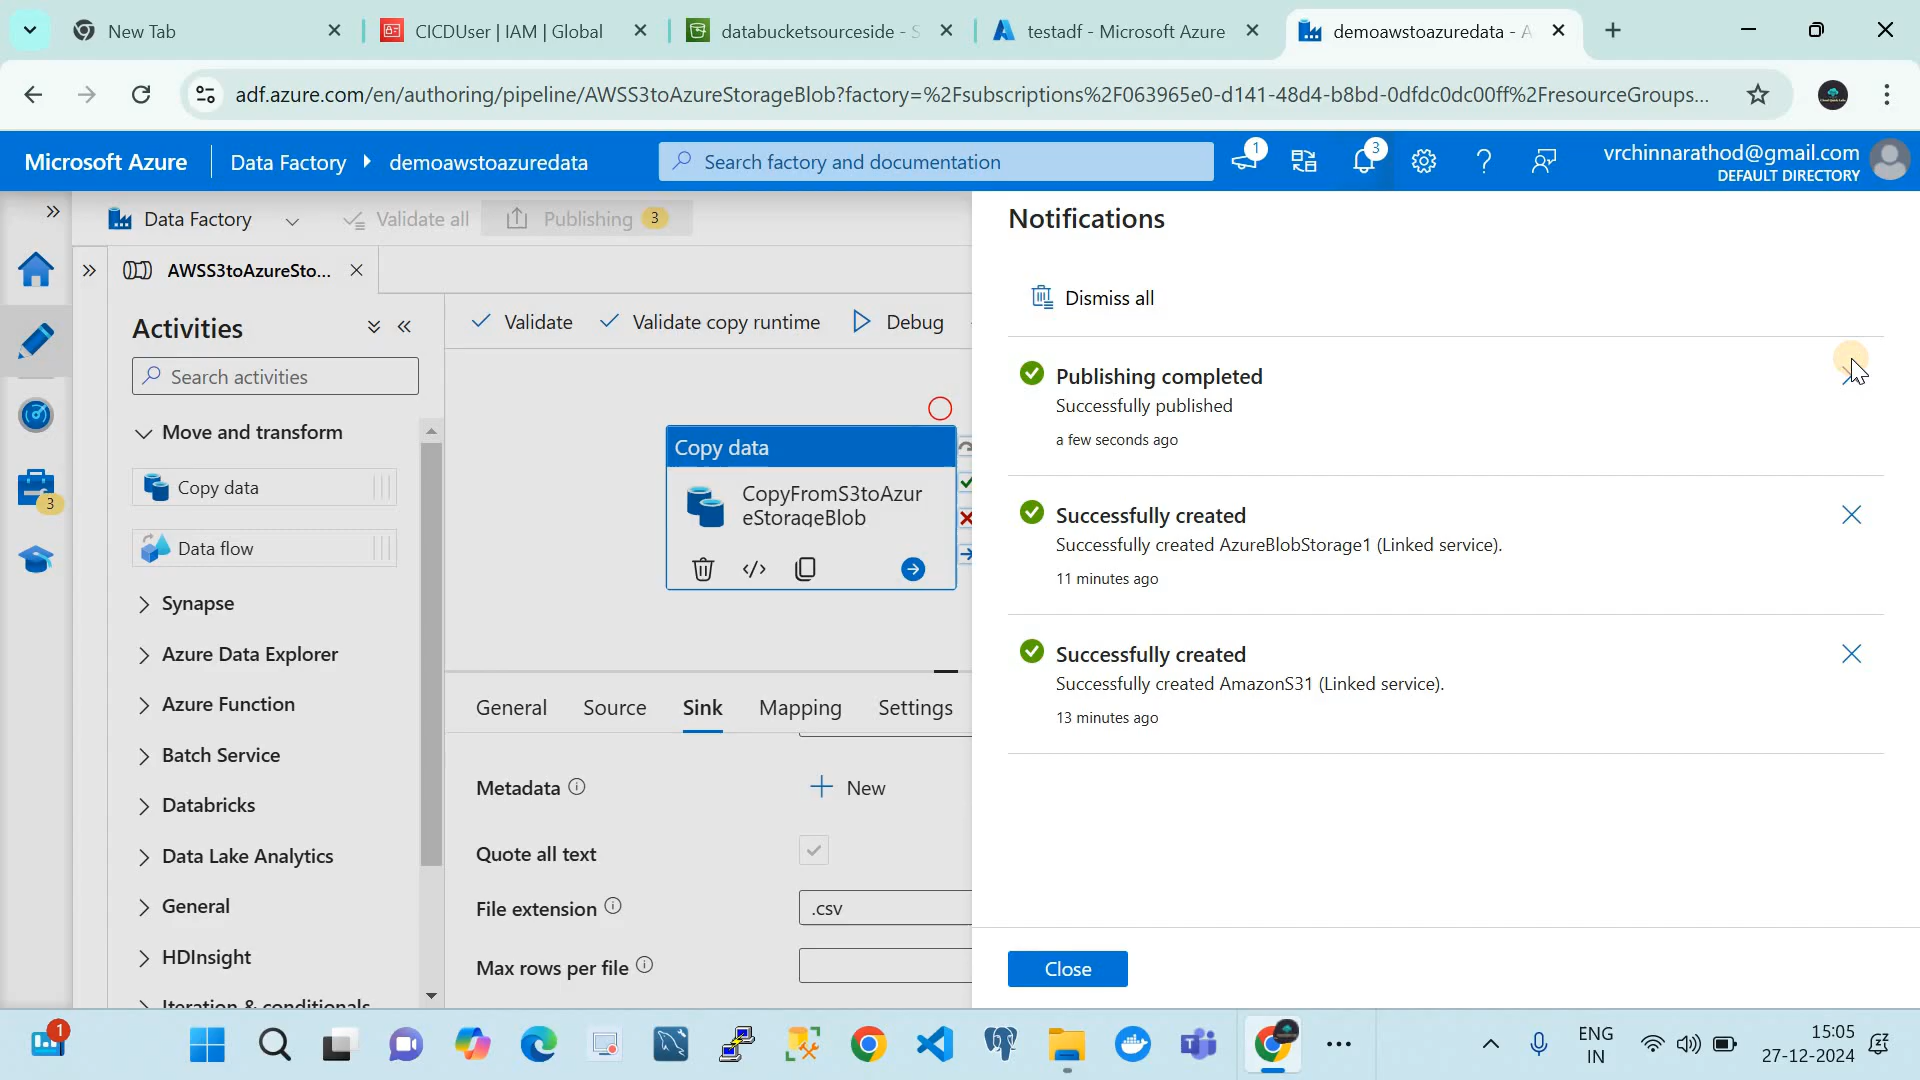 New Tab
CICDUser | IAM | Global
databucketsourceside - S
testadf - Microsoft Azure
demoawstoazuredata - A
adf.azure.com/en/authoring/pipeline/AWSS3toAzureStorageBlob?factory=%2Fsubscriptions%2F063965e0-d141-48d4-b8bd-0dfdc0dc00ff%2FresourceGroups...
Microsoft Azure
Data Factory
demoawstoazuredata
Search factory and documentation
1
3
vrchinnarathod@gmail.com
DEFAULT DIRECTORY
Data Factory
Validate all
Publishing 3
AWSS3toAzureSto...
Activities
Search activities
Move and transform
Copy data
Data flow
Synapse
Azure Data Explorer
Azure Function
Batch Service
Databricks
Data Lake Analytics
General
HDInsight
Iteration & conditionals
3
Validate
Validate copy runtime
Debug
Copy data
CopyFromS3toAzur
eStorageBlob
General
Source
Sink
Mapping
Settings
Metadata
New
Quote all text
File extension
.csv
Max rows per file
Notifications
Dismiss all
Publishing completed
Successfully published
a few seconds ago
Successfully created
Successfully created AzureBlobStorage1 (Linked service).
11 minutes ago
Successfully created
Successfully created AmazonS31 (Linked service).
13 minutes ago
Close
1
ENG
IN
15:05
27-12-2024